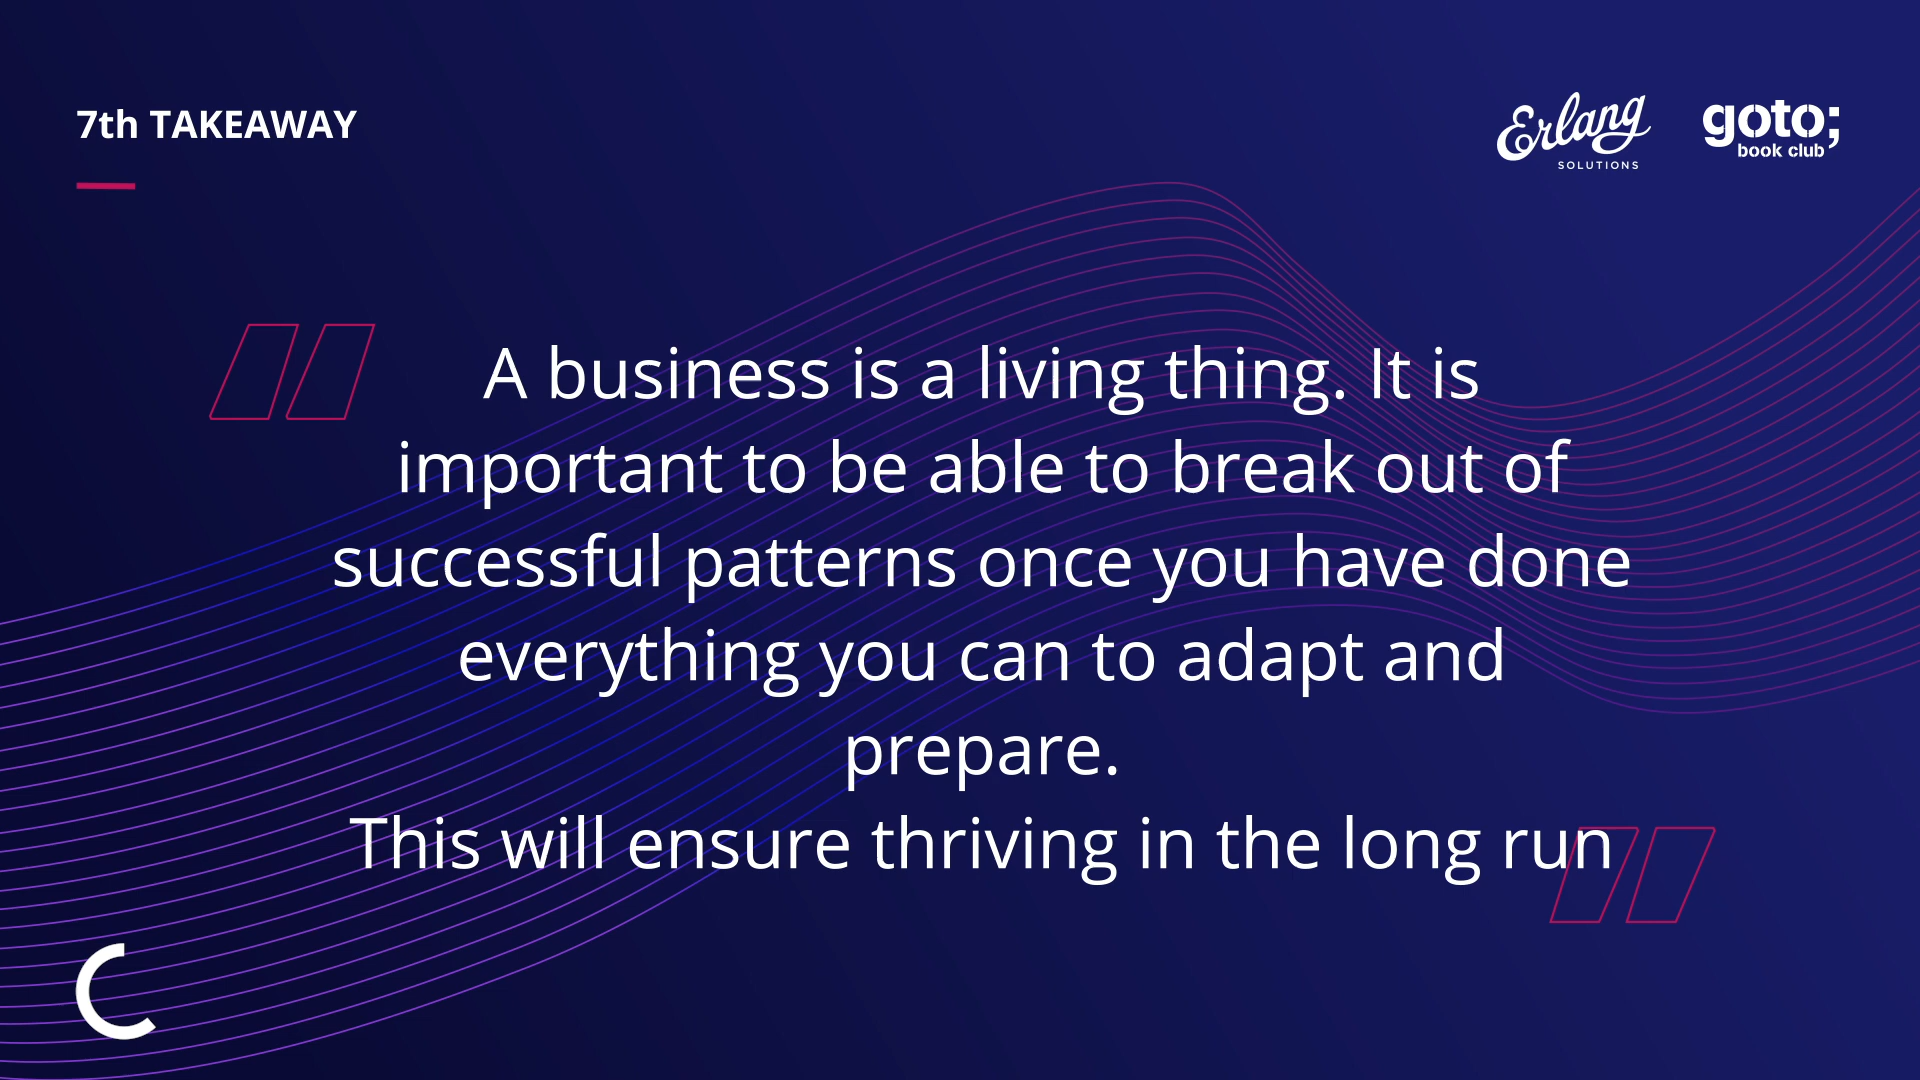 7th TAKEAWAY
Erlang
SOLUTIONS
goto;
book club
A business is a living thing. It is
important to be able to break out of
successful patterns once you have done
everything you can to adapt and
prepare.
This will ensure thriving in the long run